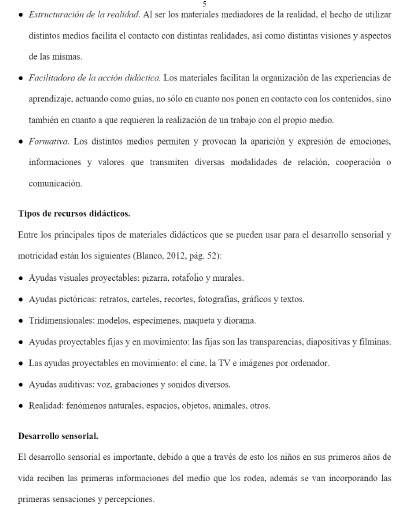 5
● Estructuración de la realidad. Al ser los materiales mediadores de la realidad, el hecho de utilizar
distintos medios facilita el contacto con distintas realidades, así como distintas visiones y aspectos
de las mismas.
● Facilitadora de la acción didáctica. Los materiales facilitan la organización de las experiencias de
aprendizaje, actuando como guías, no sólo en cuanto nos ponen en contacto con los contenidos, sino
también en cuanto a que requieren la realización de un trabajo con el propio medio.
● Formativa. Los distintos medios permiten y provocan la aparición y expresión de emociones,
informaciones y valores que transmiten diversas modalidades de relación, cooperación o
comunicación.
Tipos de recursos didácticos.
Entre los principales tipos de materiales didácticos que se pueden usar para el desarrollo sensorial y
motricidad están los siguientes (Blanco, 2012, pág. 52):
● Ayudas visuales proyectables: pizarra, rotafolio y murales.
● Ayudas pictóricas: retratos, carteles, recortes, fotografías, gráficos y textos.
● Tridimensionales: modelos, especímenes, maqueta y diorama.
● Ayudas proyectables fijas y en movimiento: las fijas son las transparencias, diapositivas y filminas.
● Las ayudas proyectables en movimiento: el cine, la TV e imágenes por ordenador.
● Ayudas auditivas: voz, grabaciones y sonidos diversos.
● Realidad: fenómenos naturales, espacios, objetos, animales, otros.
Desarrollo sensorial.
El desarrollo sensorial es importante, debido a que a través de esto los niños en sus primeros años de
vida reciben las primeras informaciones del medio que los rodea, además se van incorporando las
primeras sensaciones y percepciones.